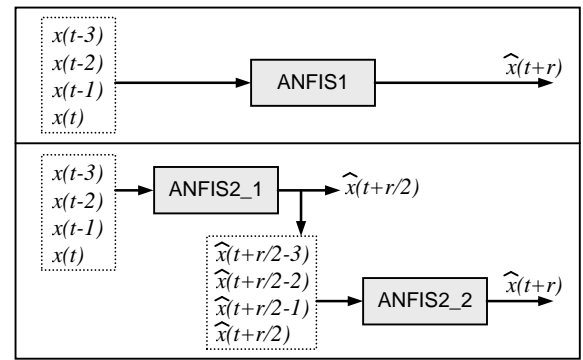 x(t-3)
x(t-2)
x(t-1)
x(t)
ANFIS1
x̂(t+r)
x(t-3)
x(t-2)
x(t-1)
x(t)
ANFIS2_1
x̂(t+r/2)
x̂(t+r/2-3)
x̂(t+r/2-2)
x̂(t+r/2-1)
x̂(t+r/2)
ANFIS2_2
x̂(t+r)